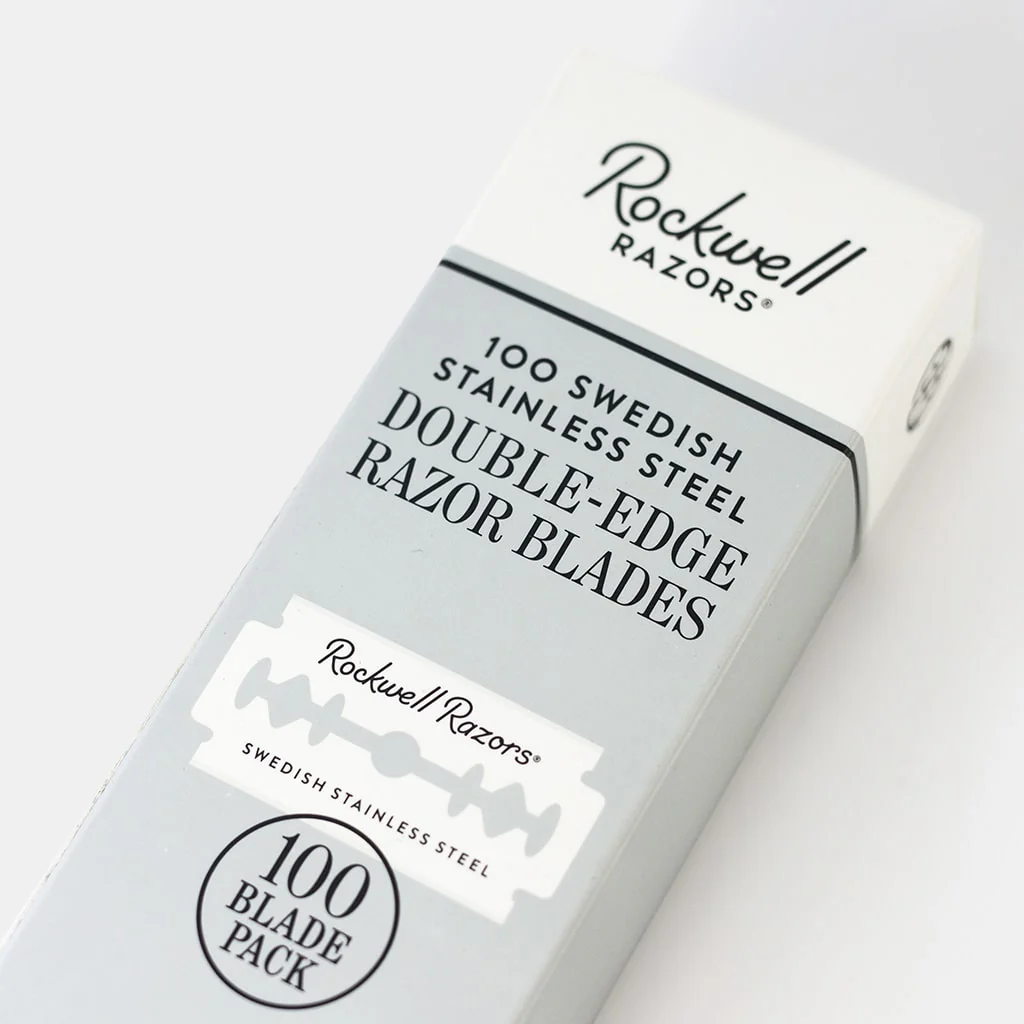 Rockwell
RAZORS®
100 SWEDISH
STAINLESS STEEL
DOUBLE-EDGE
RAZOR BLADES
Rockwell Razors®
SWEDISH STAINLESS STEEL
100
BLADE
PACK